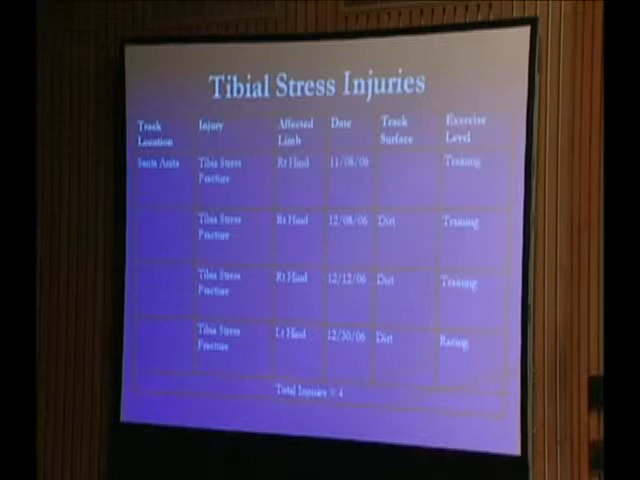 Tibial Stress Injuries
Track Location Injury Affected Limb Date Track Surface Exercise Level
Santa Anita Tibia Stress Fracture Rt Hind 11/08/06 Training
Tibia Stress Fracture Rt Hind 12/08/06 Dirt Training
Tibia Stress Fracture Rt Hind 12/12/06 Dirt Training
Tibia Stress Fracture Lt Hind 12/30/06 Dirt Racing
Total Injuries = 4